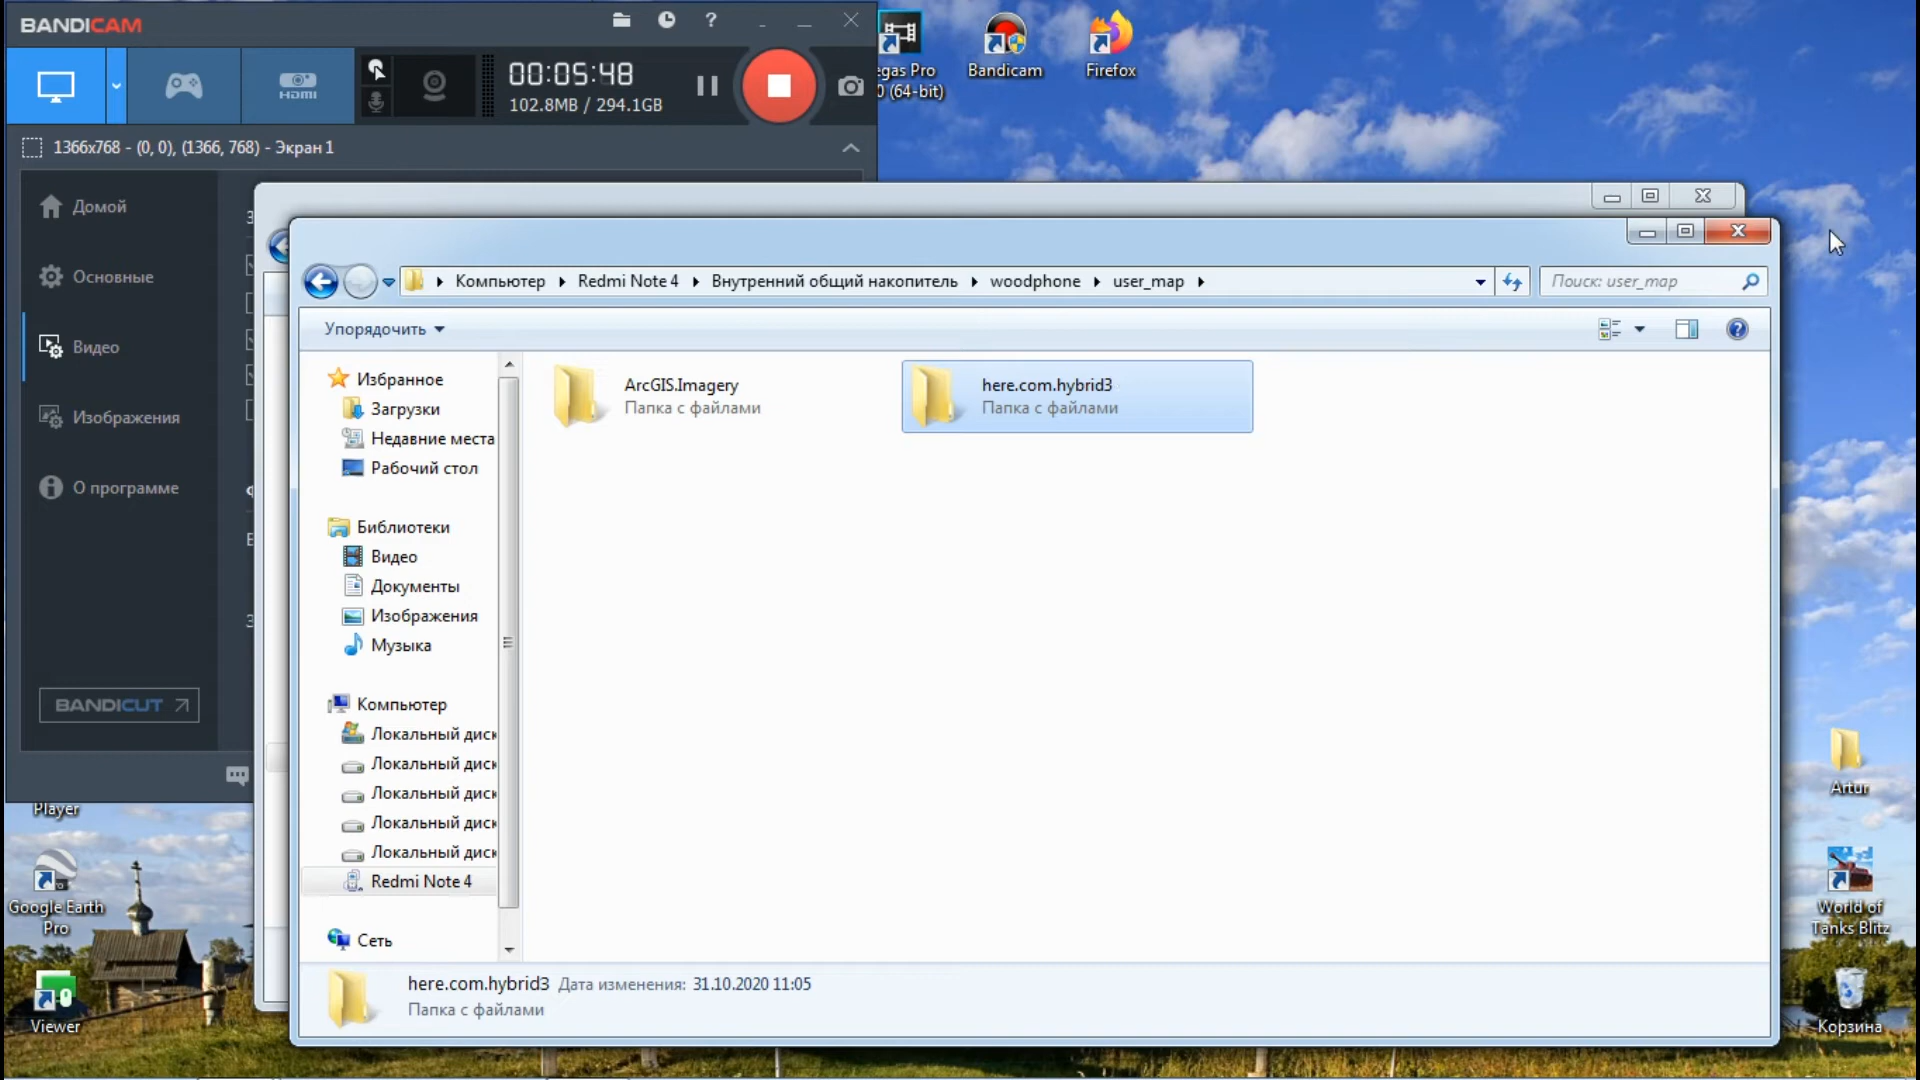 BANDICAM
?
HDMI
00:05:48
102.8MB / 294.1GB
1366x768 - (0, 0), (1366, 768) - Экран 1
Домой
Основные
Видео
Изображения
О программе
BANDICUT
egas Pro
0 (64-bit)
Bandicam
Firefox
Компьютер
Redmi Note 4
Внутренний общий накопитель
woodphone
user_map
Поиск: user_map
Упорядочить
Избранное
Загрузки
Недавние места
Рабочий стол
Библиотеки
Видео
Документы
Изображения
Музыка
Компьютер
Локальный диск
Локальный диск
Локальный диск
Локальный диск
Локальный диск
Redmi Note 4
Сеть
ArcGIS.Imagery
Папка с файлами
here.com.hybrid3
Папка с файлами
here.com.hybrid3 Дата изменения: 31.10.2020 11:05
Папка с файлами
Player
Google Earth
Pro
Viewer
Artur
World of
Tanks Blitz
Корзина